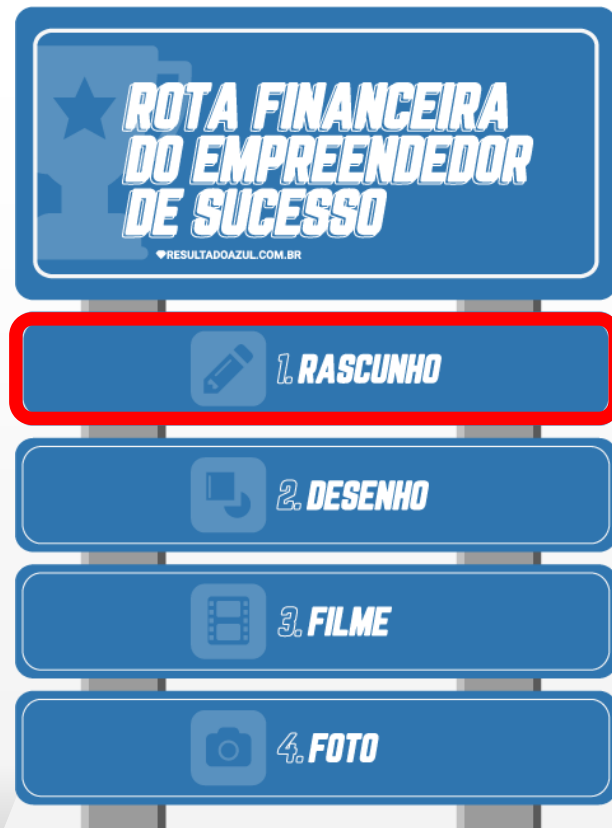 ROTA FINANCEIRA
DO EMPREENDEDOR
DE SUCESSO
RESULTADOAZUL.COM.BR
1. RASCUNHO
2. DESENHO
3. FILME
4. FOTO